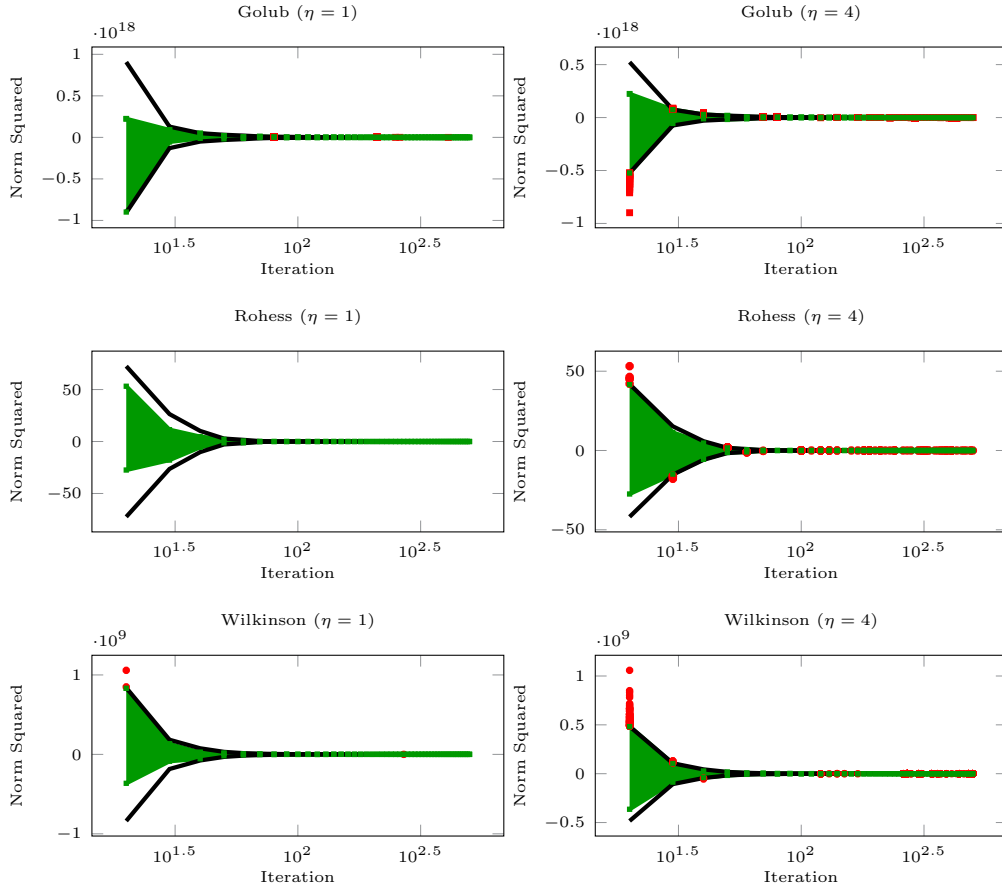 Golub (η = 1)
·10^18
Norm Squared
1
0.5
0
−0.5
−1
10^1.5
10^2
10^2.5
Iteration
Golub (η = 4)
·10^18
Norm Squared
0.5
0
−0.5
−1
10^1.5
10^2
10^2.5
Iteration
Rohess (η = 1)
Norm Squared
50
0
−50
10^1.5
10^2
10^2.5
Iteration
Rohess (η = 4)
Norm Squared
50
0
−50
10^1.5
10^2
10^2.5
Iteration
Wilkinson (η = 1)
·10^9
Norm Squared
1
0
−1
10^1.5
10^2
10^2.5
Iteration
Wilkinson (η = 4)
·10^9
Norm Squared
1
0.5
0
−0.5
10^1.5
10^2
10^2.5
Iteration